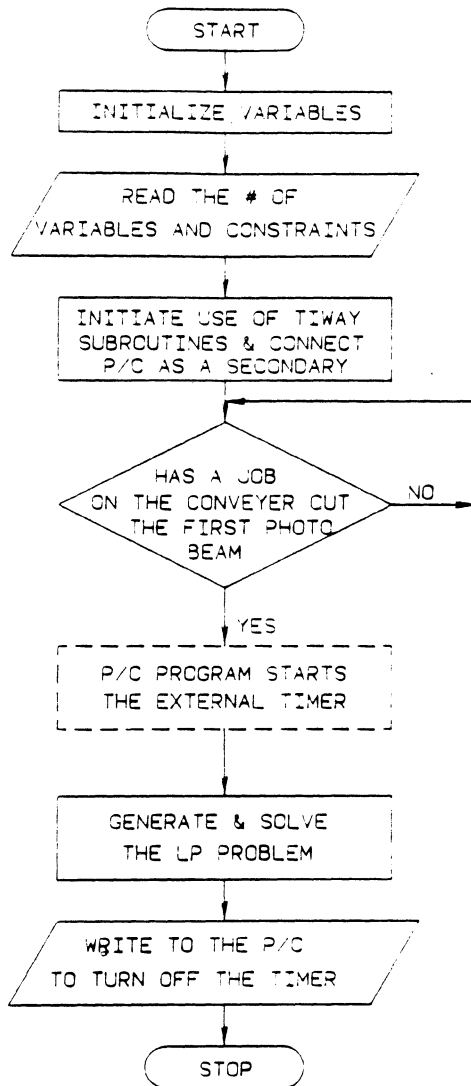 START
INITIALIZE VARIABLES
READ THE # OF
VARIABLES AND CONSTRAINTS
INITIATE USE OF TIWAY
SUBROUTINES & CONNECT
P/C AS A SECONDARY
HAS A JOB
ON THE CONVEYER CUT
THE FIRST PHOTO
BEAM
NO
YES
P/C PROGRAM STARTS
THE EXTERNAL TIMER
GENERATE & SOLVE
THE LP PROBLEM
WRITE TO THE P/C
TO TURN OFF THE TIMER
STOP